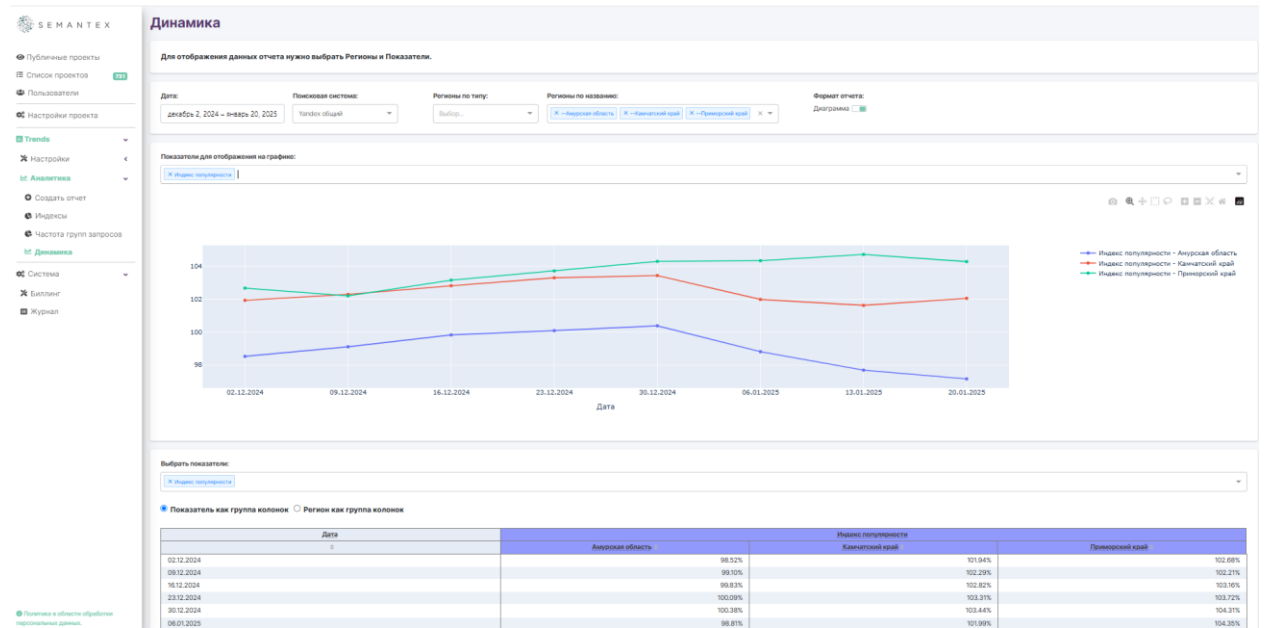 SEMANTEX
Динамика
Публичные проекты
Список проектов 751
Пользователи
Настройки проекта
Trends
Настройки
Аналитика
Создать отчет
Индексы
Частота групп запросов
Динамика
Система
Биллинг
Журнал
Политика в области обработки
персональных данных.
Для отображения данных отчета нужно выбрать Регионы и Показатели.
Дата: Поисковая система: Регионы по типу: Регионы по названию: Формат отчета:
декабрь 2, 2024 – январь 20, 2025 Yandex общий Выбор... × --Амурская область × --Камчатский край × --Приморский край Диаграмма
Показатели для отображения на графике:
× Индекс популярности
Индекс популярности - Амурская область
Индекс популярности - Камчатский край
Индекс популярности - Приморский край
104
102
100
98
02.12.2024 09.12.2024 16.12.2024 23.12.2024 30.12.2024 06.01.2025 13.01.2025 20.01.2025
Дата
Выбрать показатели:
× Индекс популярности
Показатель как группа колонок Регион как группа колонок
Дата Индекс популярности
Амурская область Камчатский край Приморский край
02.12.2024 98.52% 101.94% 102.68%
09.12.2024 99.10% 102.29% 102.21%
16.12.2024 99.83% 102.82% 103.16%
23.12.2024 100.09% 103.31% 103.72%
30.12.2024 100.38% 103.44% 104.31%
06.01.2025 98.81% 101.99% 104.35%